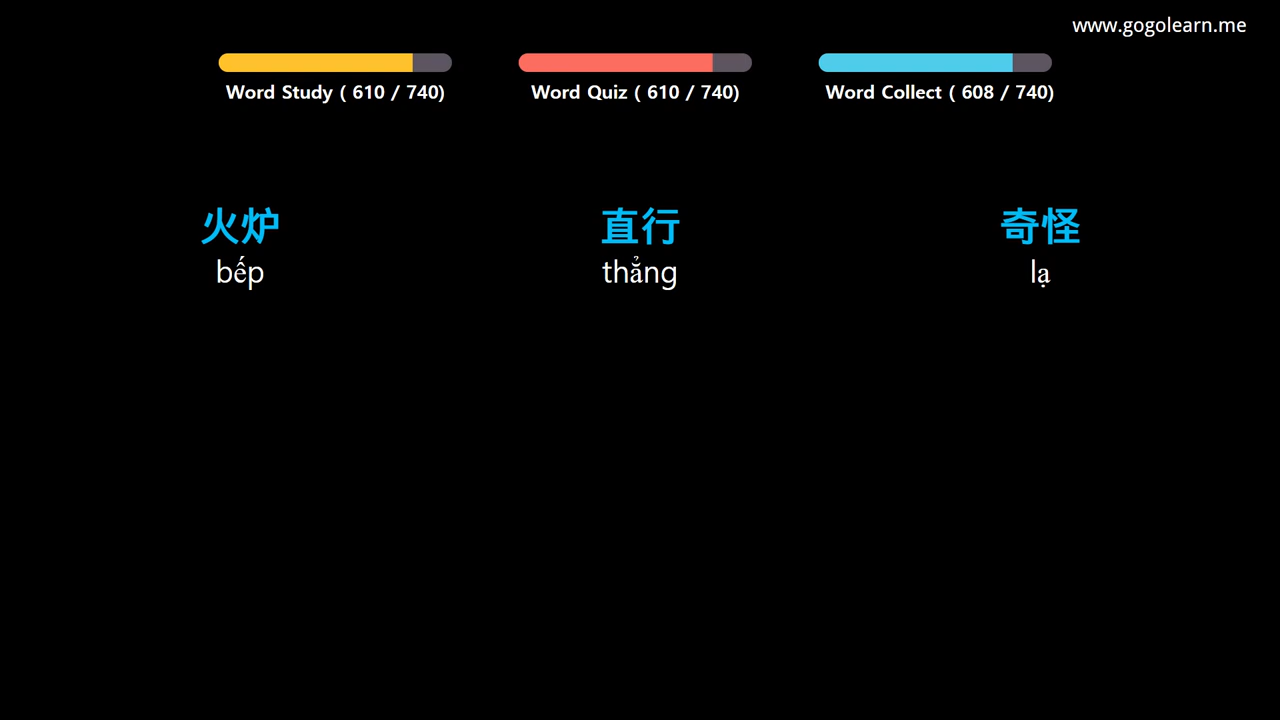 www.gogolearn.me
Word Study ( 610 / 740)
Word Quiz ( 610 / 740)
Word Collect ( 608 / 740)
火炉
bếp
直行
thẳng
奇怪
lạ